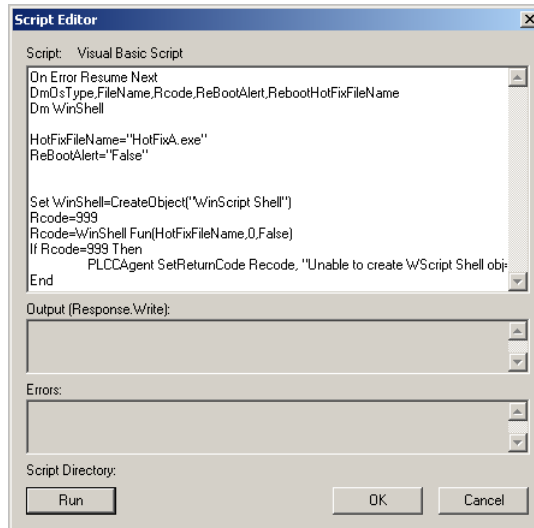 Script Editor
Script: Visual Basic Script
On Error Resume Next
DmOsType,FileName,Rcode,ReBootAlert,RebootHotFixFileName
Dm WinShell
HotFixFileName="HotFixA.exe"
ReBootAlert="False"
Set WinShell=CreateObject("WinScript Shell")
Rcode=999
Rcode=WinShell Fun(HotFixFileName,0,False)
If Rcode=999 Then
PLCCAgent SetReturnCode Recode, "Unable to create WScript Shell obj
End
Output (Response.Write):
Errors:
Script Directory:
Run OK Cancel